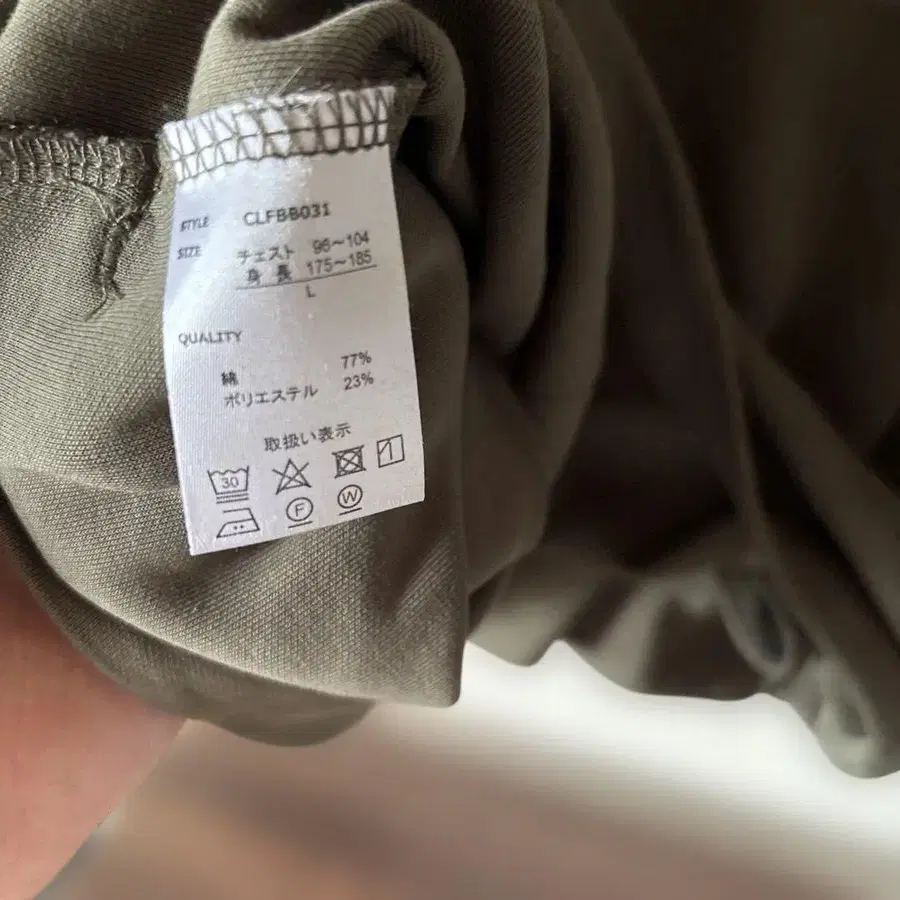 STYLE CLFBB031
SIZE チェスト 96～104
身長 175～185
L
QUALITY
綿 77%
ポリエステル 23%
取扱い表示
30
F W